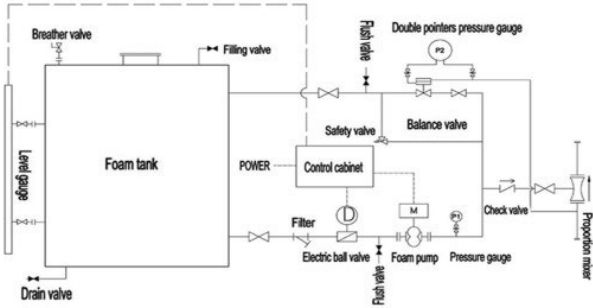 Breather valve
Filling valve
Flush valve
Double pointers pressure gauge
P2
Level gauge
Foam tank
Safety valve
Balance valve
POWER
Control cabinet
D
M
Filter
P1
Check valve
Electric ball valve
Foam pump
Pressure gauge
Proportion mixer
Drain valve
Flush valve